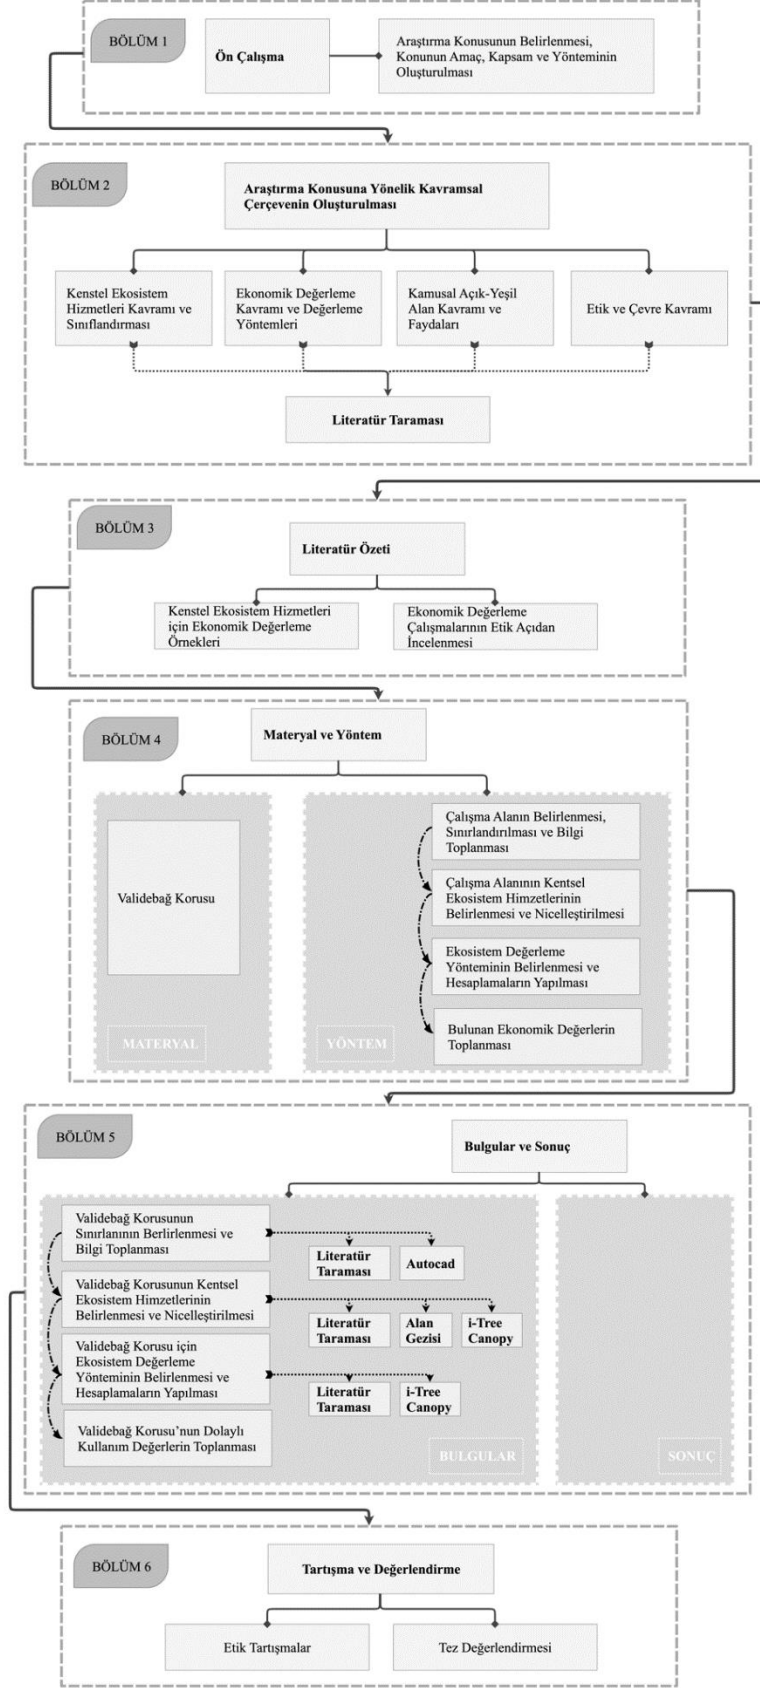 BÖLÜM 1
Ön Çalışma
Araştırma Konusunun Belirlenmesi,
Konunun Amaç, Kapsam ve Yönteminin
Oluşturulması
BÖLÜM 2
Araştırma Konusuna Yönelik Kavramsal
Çerçevenin Oluşturulması
Kenstel Ekosistem
Hizmetleri Kavramı ve
Sınıflandırması
Ekonomik Değerleme
Kavramı ve Değerleme
Yöntemleri
Kamusal Açık-Yeşil
Alan Kavramı ve
Faydaları
Etik ve Çevre Kavramı
Literatür Taraması
BÖLÜM 3
Literatür Özeti
Kenstel Ekosistem Hizmetleri
için Ekonomik Değerleme
Örnekleri
Ekonomik Değerleme
Çalışmalarının Etik Açıdan
İncelenmesi
BÖLÜM 4
Materyal ve Yöntem
Validebağ Korusu
MATERYAL
Çalışma Alanın Belirlenmesi,
Sınırlandırılması ve Bilgi
Toplanması
Çalışma Alanının Kentsel
Ekosistem Himzetlerinin
Belirlenmesi ve Nicelleştirilmesi
Ekosistem Değerleme
Yönteminin Belirlenmesi ve
Hesaplamaların Yapılması
Bulunan Ekonomik Değerlerin
Toplanması
YÖNTEM
BÖLÜM 5
Bulgular ve Sonuç
Validebağ Korusunun
Sınırlanının Berlirlenmesi ve
Bilgi Toplanması
Literatür
Taraması
Autocad
Validebağ Korusunun Kentsel
Ekosistem Himzetlerinin
Belirlenmesi ve Nicelleştirilmesi
Literatür
Taraması
Alan
Gezisi
i-Tree
Canopy
Validebağ Korusu için
Ekosistem Değerleme
Yönteminin Belirlenmesi ve
Hesaplamaların Yapılması
Literatür
Taraması
i-Tree
Canopy
Validebağ Korusu’nun Dolaylı
Kullanım Değerlerin Toplanması
BULGULAR
SONUÇ
BÖLÜM 6
Tartışma ve Değerlendirme
Etik Tartışmalar
Tez Değerlendirmesi